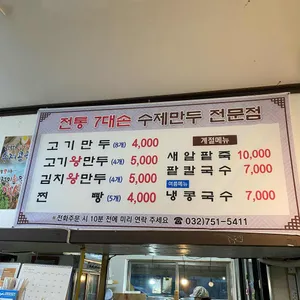 전통 7대손 수제만두 전문점
고기만두(8개) 4,000
고기왕만두(4개) 5,000
김치왕만두(4개) 5,000
찐빵(5개) 4,000
계절메뉴
새알팥죽 10,000
팥칼국수 7,000
여름메뉴
냉콩국수 7,000
※전화주문 시 10분 전에 미리 연락 주세요 ☎ 032)751-5411